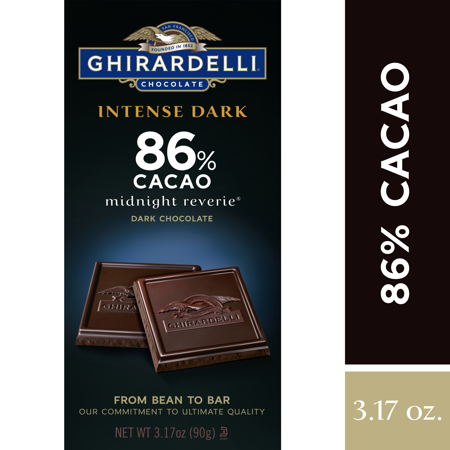 SAN FRANCISCO
FOUNDED IN 1852
GHIRARDELLI
CHOCOLATE
INTENSE DARK
86%
CACAO
midnight reverie®
DARK CHOCOLATE
GHIRARDELLI
FROM BEAN TO BAR
OUR COMMITMENT TO ULTIMATE QUALITY
NET WT 3.17oz (90g)
86% CACAO
3.17 oz.